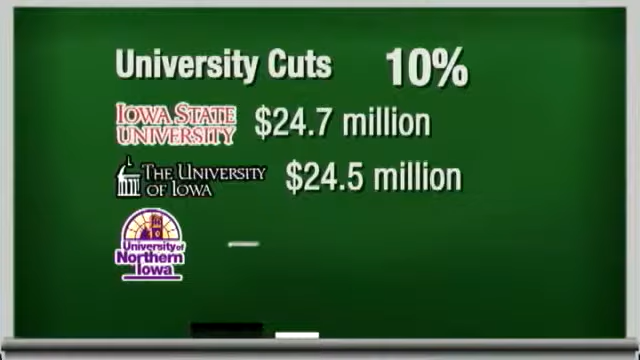 University Cuts 10%
IOWA STATE
UNIVERSITY $24.7 million
THE UNIVERSITY
OF IOWA $24.5 million
University of
Northern
Iowa